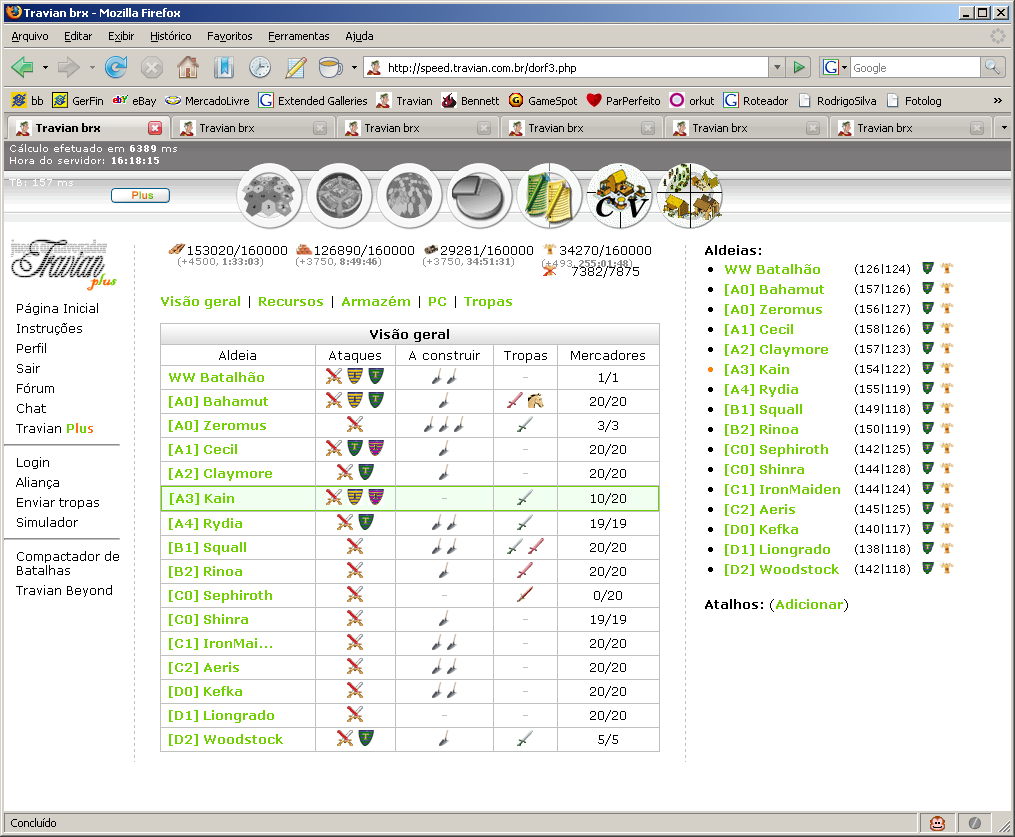 Travian brx - Mozilla Firefox
Arquivo Editar Exibir Histórico Favoritos Ferramentas Ajuda
http://speed.travian.com.br/dorf3.php Google
bb GerFin eBay MercadoLivre Extended Galleries Travian Bennett GameSpot ParPerfeito orkut Roteador RodrigoSilva Fotolog »
Travian brx Travian brx Travian brx Travian brx Travian brx Travian brx
Cálculo efetuado em 6389 ms
Hora do servidor: 16:18:15
TB: 157 ms
Plus
C V
Travian plus
153020/160000 126890/160000 29281/160000 34270/160000
(+4500, 1:33:03) (+3750, 8:49:46) (+3750, 34:51:31) (+493, 255:01:48)
7382/7875
Página Inicial
Instruções
Perfil
Sair
Fórum
Chat
Travian Plus
Login
Aliança
Enviar tropas
Simulador
Compactador de
Batalhas
Travian Beyond
Visão geral | Recursos | Armazém | PC | Tropas
Visão geral
Aldeia Ataques A construir Tropas Mercadores
WW Batalhão - 1/1
[A0] Bahamut 20/20
[A0] Zeromus 3/3
[A1] Cecil - 20/20
[A2] Claymore - 20/20
[A3] Kain - 10/20
[A4] Rydia 19/19
[B1] Squall 20/20
[B2] Rinoa 20/20
[C0] Sephiroth - 0/20
[C0] Shinra - 19/19
[C1] IronMai... - 20/20
[C2] Aeris - 20/20
[D0] Kefka - 20/20
[D1] Liongrado - - 20/20
[D2] Woodstock 5/5
Aldeias:
WW Batalhão (126|124)
[A0] Bahamut (157|126)
[A0] Zeromus (156|127)
[A1] Cecil (158|126)
[A2] Claymore (157|123)
[A3] Kain (154|122)
[A4] Rydia (155|119)
[B1] Squall (149|118)
[B2] Rinoa (150|119)
[C0] Sephiroth (142|125)
[C0] Shinra (144|128)
[C1] IronMaiden (144|124)
[C2] Aeris (145|125)
[D0] Kefka (140|117)
[D1] Liongrado (138|118)
[D2] Woodstock (142|118)
Atalhos: (Adicionar)
Concluído